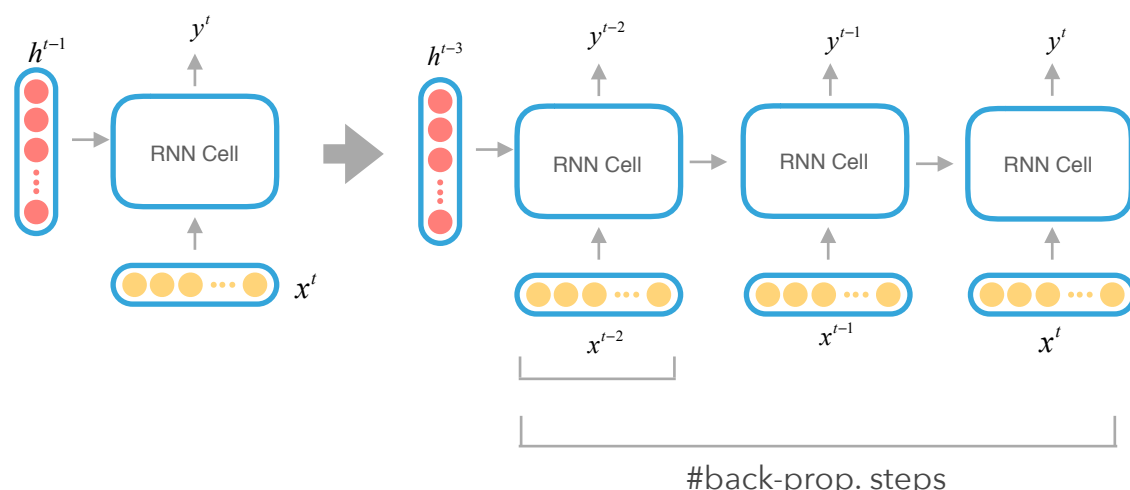 h^{t-1}
y^t
RNN Cell
x^t
h^{t-3}
y^{t-2}
y^{t-1}
y^t
RNN Cell
RNN Cell
RNN Cell
x^{t-2}
x^{t-1}
x^t
#back-prop. steps